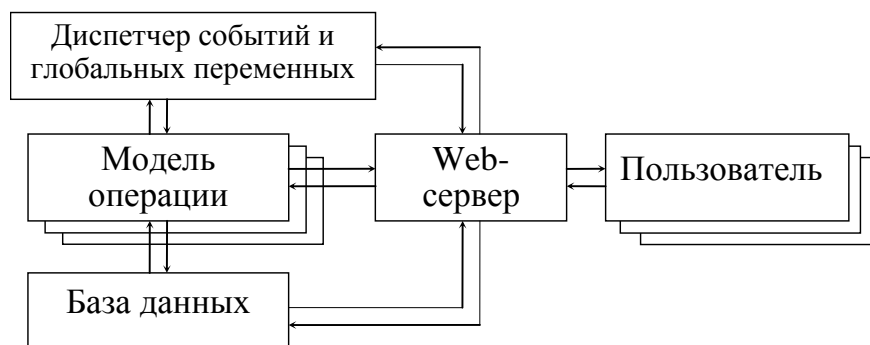 Диспетчер событий и
глобальных переменных
Модель
операции
Web-
сервер
Пользователь
База данных